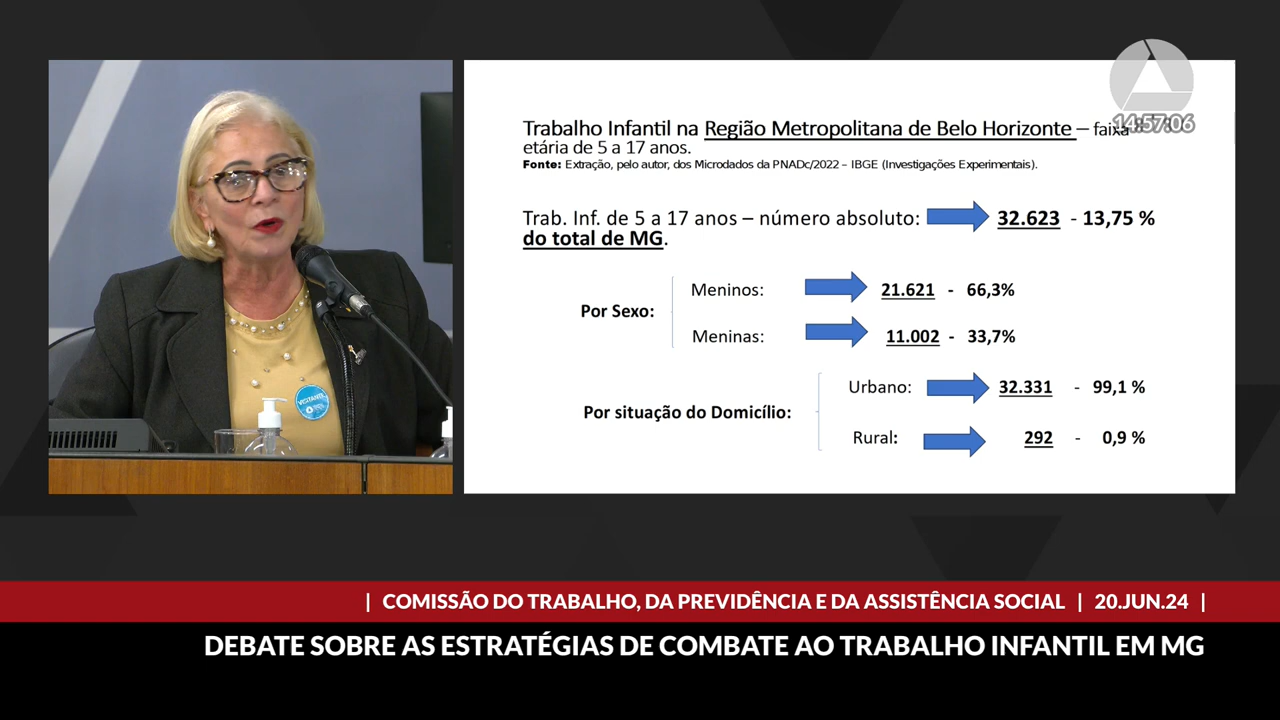 14:57:06
Trabalho Infantil na Região Metropolitana de Belo Horizonte – faixa
etária de 5 a 17 anos.
Fonte: Extração, pelo autor, dos Microdados da PNADc/2022 – IBGE (Investigações Experimentais).
Trab. Inf. de 5 a 17 anos – número absoluto: 32.623 - 13,75 %
do total de MG.
Por Sexo:
Meninos: 21.621 - 66,3%
Meninas: 11.002 - 33,7%
Por situação do Domicílio:
Urbano: 32.331 - 99,1 %
Rural: 292 - 0,9 %
VISITANTE
| COMISSÃO DO TRABALHO, DA PREVIDÊNCIA E DA ASSISTÊNCIA SOCIAL | 20.JUN.24 |
DEBATE SOBRE AS ESTRATÉGIAS DE COMBATE AO TRABALHO INFANTIL EM MG